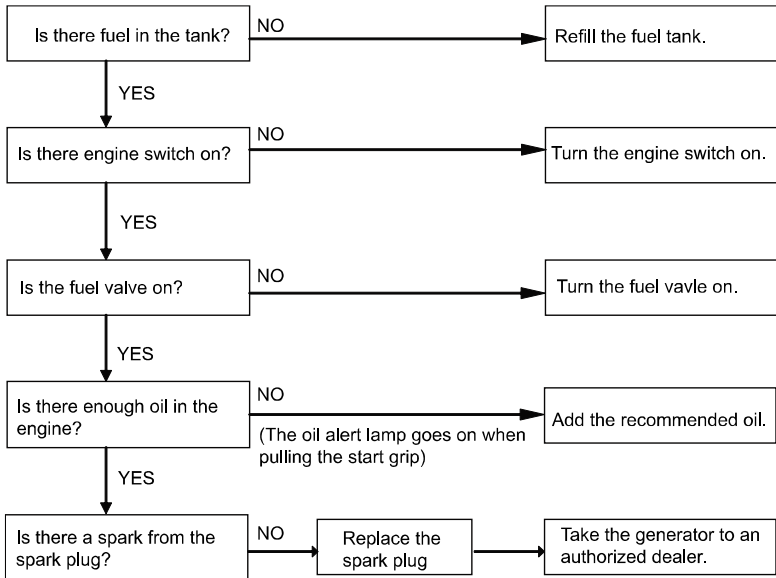 Is there fuel in the tank?
NO
Refill the fuel tank.
YES
Is there engine switch on?
NO
Turn the engine switch on.
YES
Is the fuel valve on?
NO
Turn the fuel vavle on.
YES
Is there enough oil in the
engine?
NO
(The oil alert lamp goes on when
pulling the start grip)
Add the recommended oil.
YES
Is there a spark from the
spark plug?
NO
Replace the
spark plug
Take the generator to an
authorized dealer.